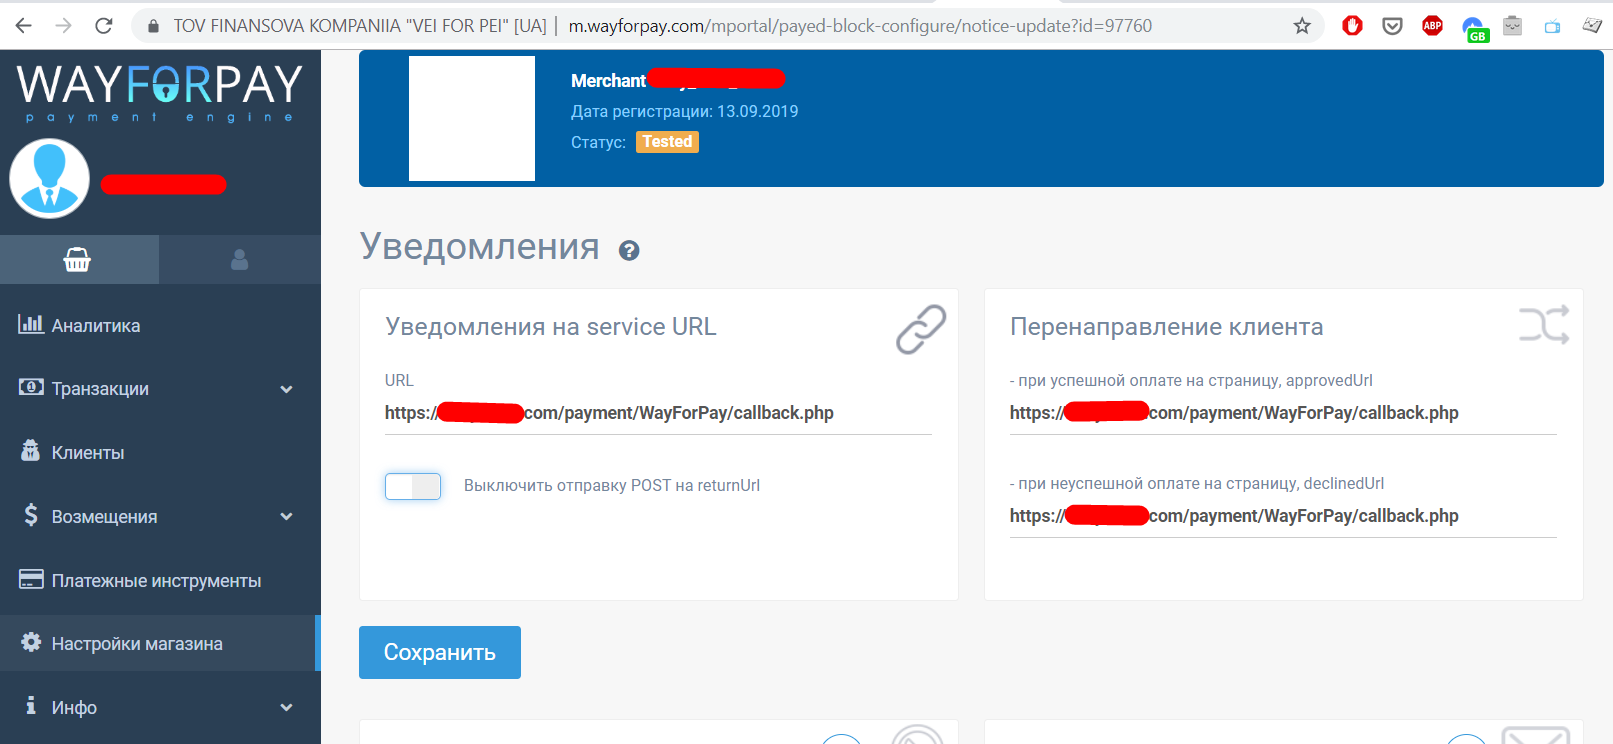 TOV FINANSOVA KOMPANIIA "VEI FOR PEI" [UA] | m.wayforpay.com/mportal/payed-block-configure/notice-update?id=97760
ABP
GB
WAYFORPAY
payment engine
Merchant
Дата регистрации: 13.09.2019
Статус: Tested
Уведомления ?
Аналитика
Транзакции
Клиенты
Возмещения
Платежные инструменты
Настройки магазина
Инфо
Уведомления на service URL
URL
https:// com/payment/WayForPay/callback.php
Выключить отправку POST на returnUrl
Перенаправление клиента
- при успешной оплате на страницу, approvedUrl
https:// .com/payment/WayForPay/callback.php
- при неуспешной оплате на страницу, declinedUrl
https:// com/payment/WayForPay/callback.php
Сохранить